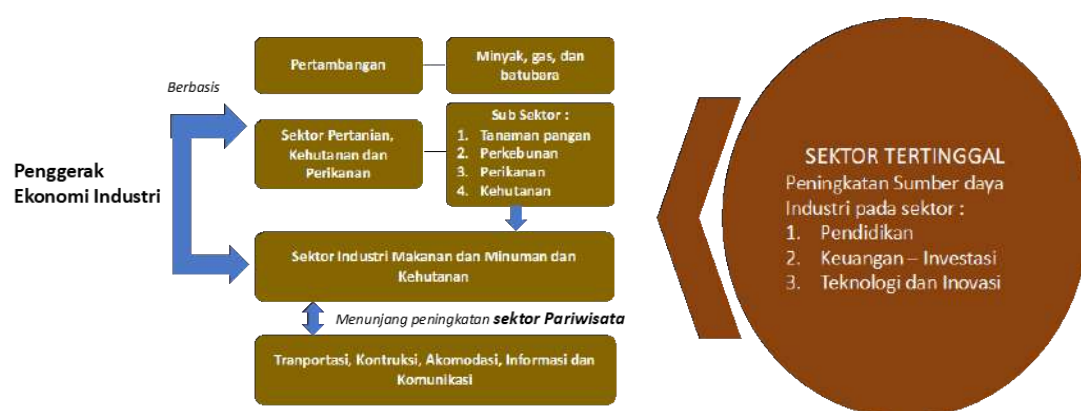 Penggerak
Ekonomi Industri
Berbasis
Pertambangan
Minyak, gas, dan
batubara
Sektor Pertanian,
Kehutanan dan
Perikanan
Sub Sektor :
1. Tanaman pangan
2. Perkebunan
3. Perikanan
4. Kehutanan
Sektor Industri Makanan dan Minuman dan
Kehutanan
Menunjang peningkatan sektor Pariwisata
Tranportasi, Kontruksi, Akomodasi, Informasi dan
Komunikasi
SEKTOR TERTINGGAL
Peningkatan Sumber daya
Industri pada sektor :
1. Pendidikan
2. Keuangan – Investasi
3. Teknologi dan Inovasi